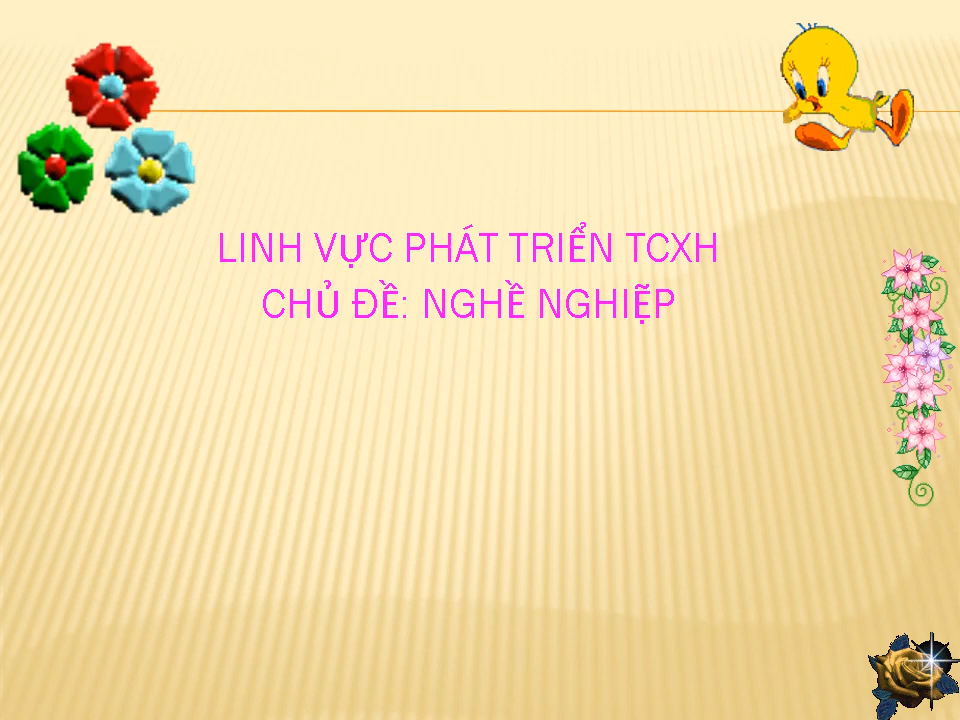 LINH VỰC PHÁT TRIỂN TCXH
CHỦ ĐỀ: NGHỀ NGHIỆP